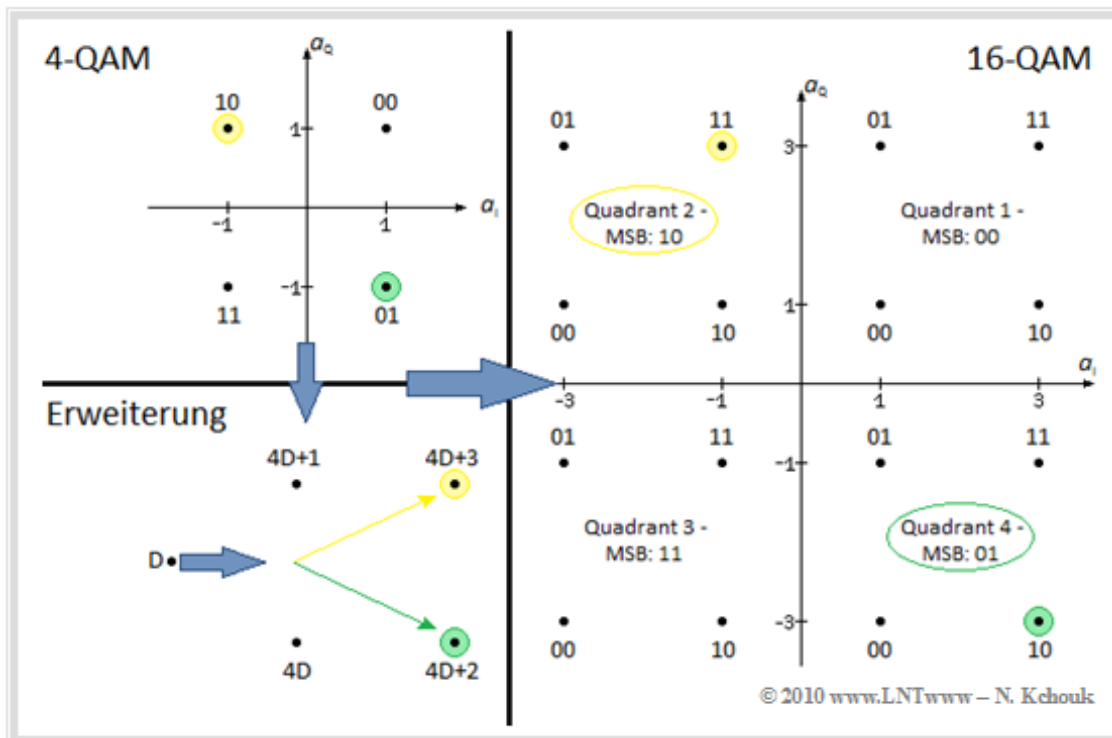 4-QAM
a_Q
10
00
1
-1
1
a_I
-1
11
01
Erweiterung
4D+1
4D+3
D
4D
4D+2
16-QAM
a_Q
01
11
01
11
3
Quadrant 2 -
MSB: 10
Quadrant 1 -
MSB: 00
1
00
10
00
10
a_I
-3
-1
1
3
01
11
01
11
-1
Quadrant 3 -
MSB: 11
Quadrant 4 -
MSB: 01
-3
00
10
00
10
© 2010 www.LNTwww – N. Kchouk